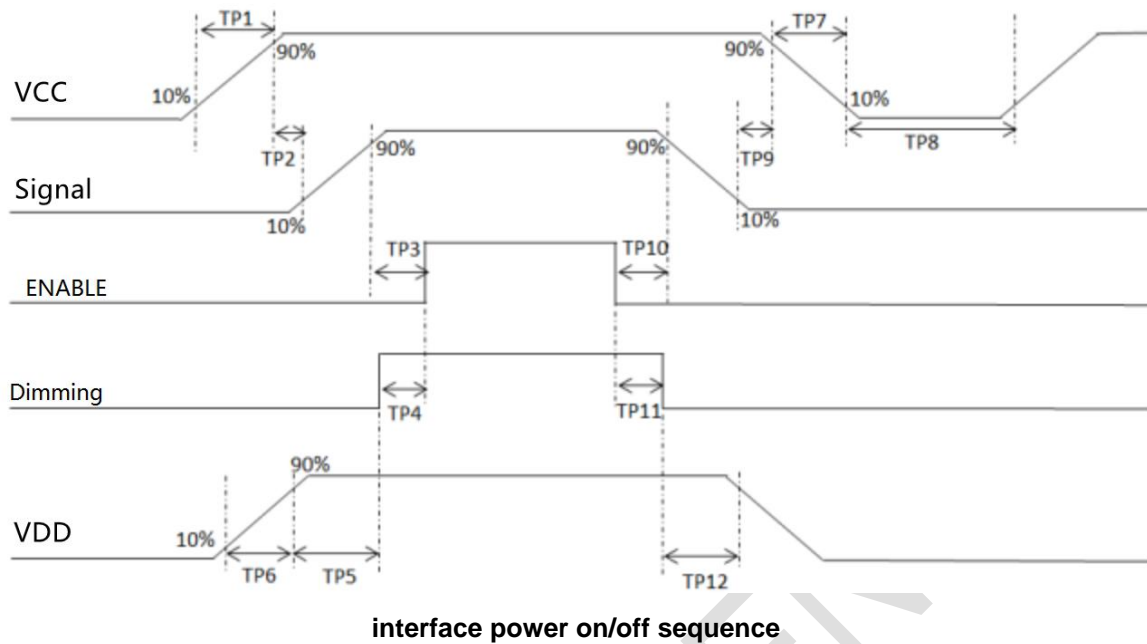 TP1
TP7
90%
90%
VCC
10%
10%
TP8
TP2
90%
90%
TP9
Signal
10%
10%
TP3
TP10
ENABLE
Dimming
TP4
TP11
90%
VDD
10%
TP6
TP5
TP12
interface power on/off sequence